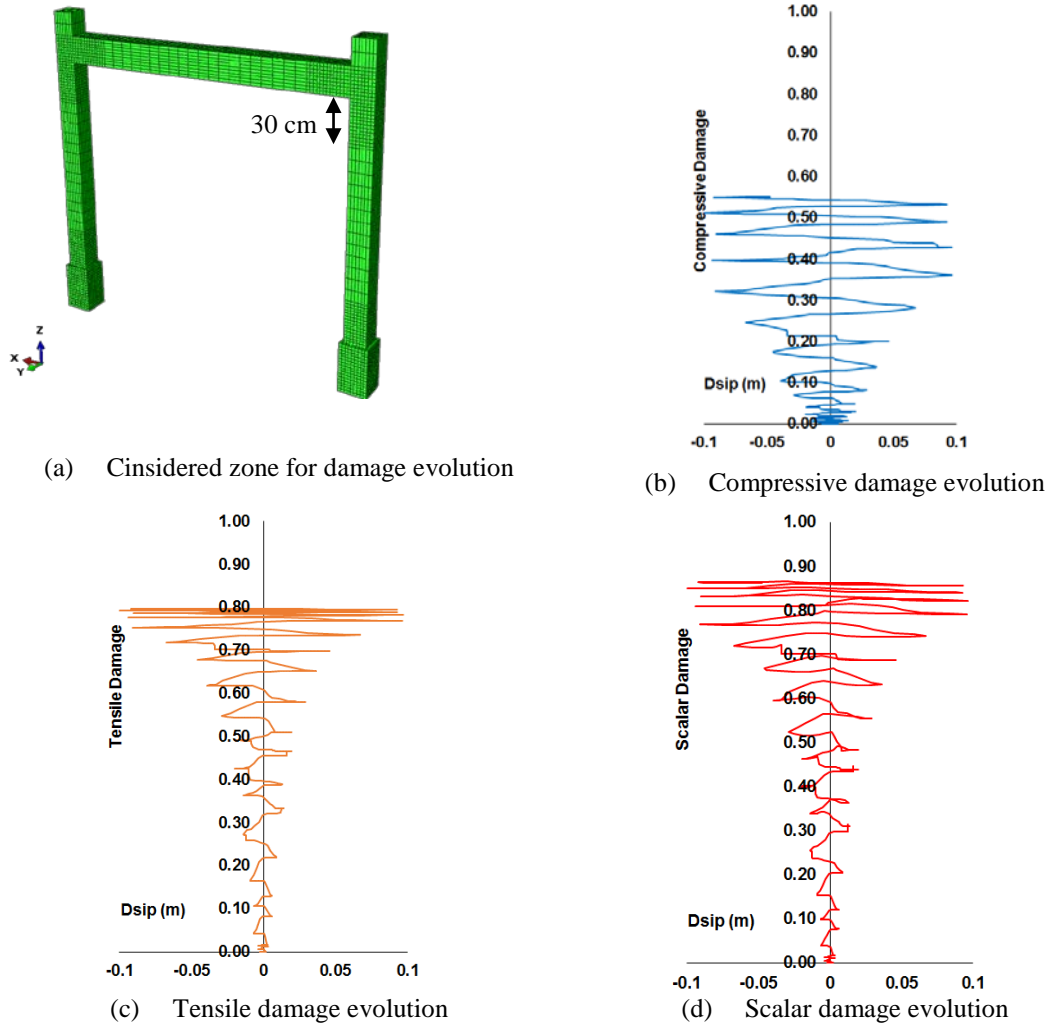 30 cm
Z
X
Y
(a) Cinsidered zone for damage evolution
1.00
0.90
0.80
0.70
0.60
0.50
0.40
0.30
0.20
0.10
0.00
Compressive Damage
Dsip (m)
-0.1 -0.05 0 0.05 0.1
(b) Compressive damage evolution
1.00
0.90
0.80
0.70
0.60
0.50
0.40
0.30
0.20
0.10
0.00
Tensile Damage
Dsip (m)
-0.1 -0.05 0 0.05 0.1
(c) Tensile damage evolution
1.00
0.90
0.80
0.70
0.60
0.50
0.40
0.30
0.20
0.10
0.00
Scalar Damage
Dsip (m)
-0.1 -0.05 0 0.05 0.1
(d) Scalar damage evolution